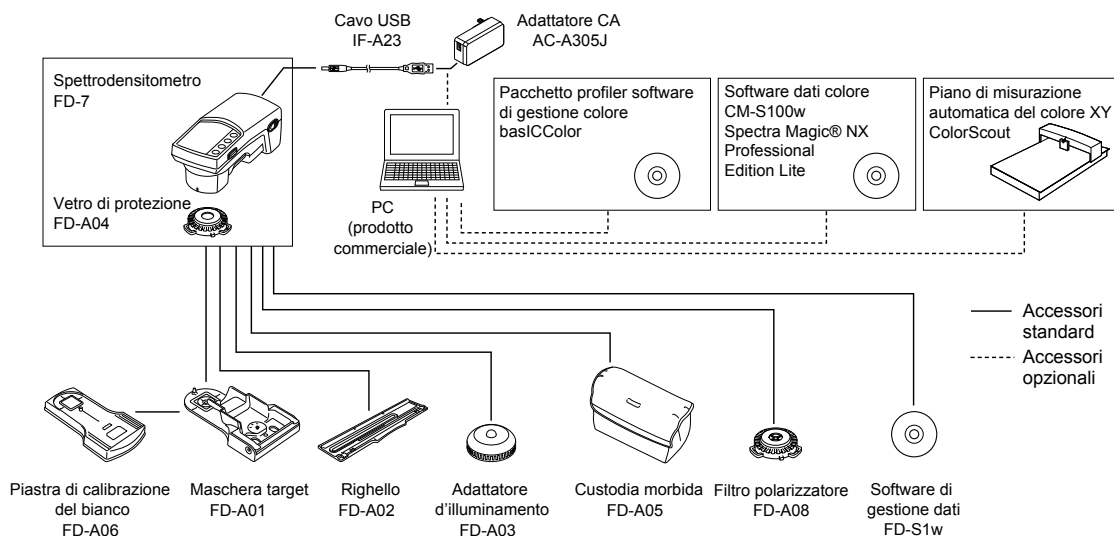 Cavo USB
IF-A23
Adattatore CA
AC-A305J
Spettrodensitometro
FD-7
Vetro di protezione
FD-A04
PC
(prodotto
commerciale)
Pacchetto profiler software
di gestione colore
basICColor
Software dati colore
CM-S100w
Spectra Magic® NX
Professional
Edition Lite
Piano di misurazione
automatica del colore XY
ColorScout
Accessori
standard
Accessori
opzionali
Piastra di calibrazione
del bianco
FD-A06
Maschera target
FD-A01
Righello
FD-A02
Adattatore
d'illuminamento
FD-A03
Custodia morbida
FD-A05
Filtro polarizzatore
FD-A08
Software di
gestione dati
FD-S1w